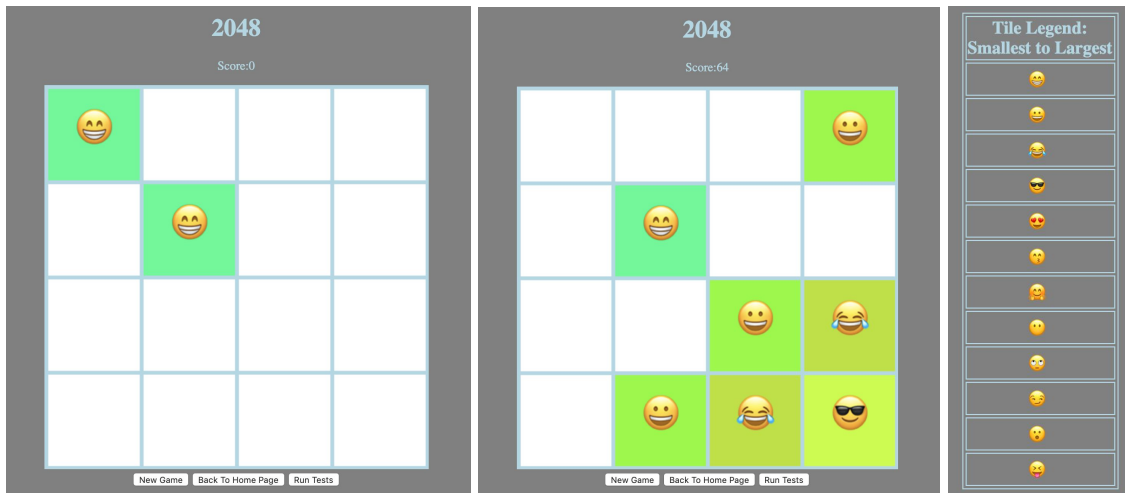 2048
Score:0
New Game Back To Home Page Run Tests
2048
Score:64
New Game Back To Home Page Run Tests
Tile Legend:
Smallest to Largest